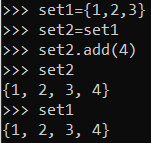 >>> set1={1,2,3}
>>> set2=set1
>>> set2.add(4)
>>> set2
{1, 2, 3, 4}
>>> set1
{1, 2, 3, 4}